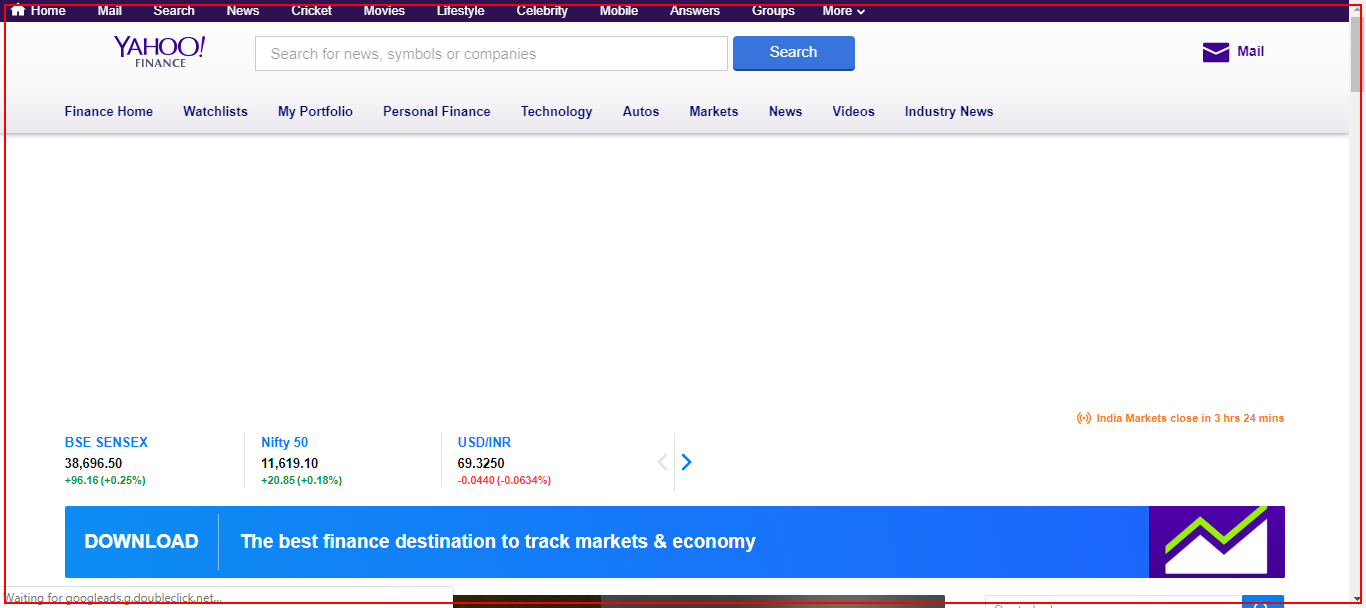 Home Mail Search News Cricket Movies Lifestyle Celebrity Mobile Answers Groups More
YAHOO!
FINANCE
Search for news, symbols or companies
Search
Mail
Finance Home Watchlists My Portfolio Personal Finance Technology Autos Markets News Videos Industry News
India Markets close in 3 hrs 24 mins
BSE SENSEX Nifty 50 USD/INR
38,696.50 11,619.10 69.3250
+96.16 (+0.25%) +20.85 (+0.18%) -0.0440 (-0.0634%)
DOWNLOAD The best finance destination to track markets & economy
Waiting for googleads.g.doubleclick.net...